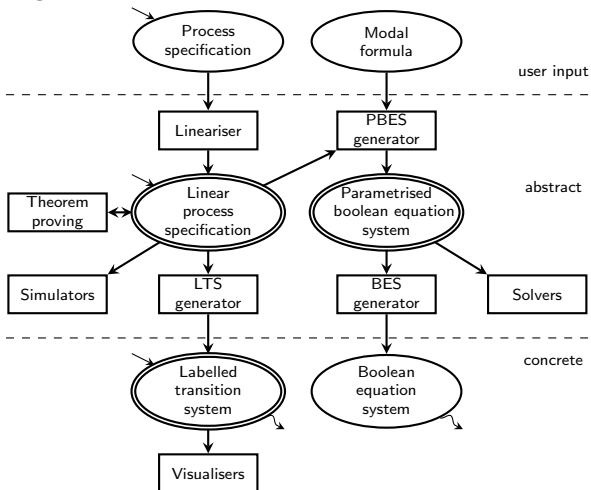 Process
specification
Modal
formula
user input
Lineariser
PBES
generator
abstract
Theorem
proving
Linear
process
specification
Parametrised
boolean equation
system
Simulators
LTS
generator
BES
generator
Solvers
concrete
Labelled
transition
system
Boolean
equation
system
Visualisers